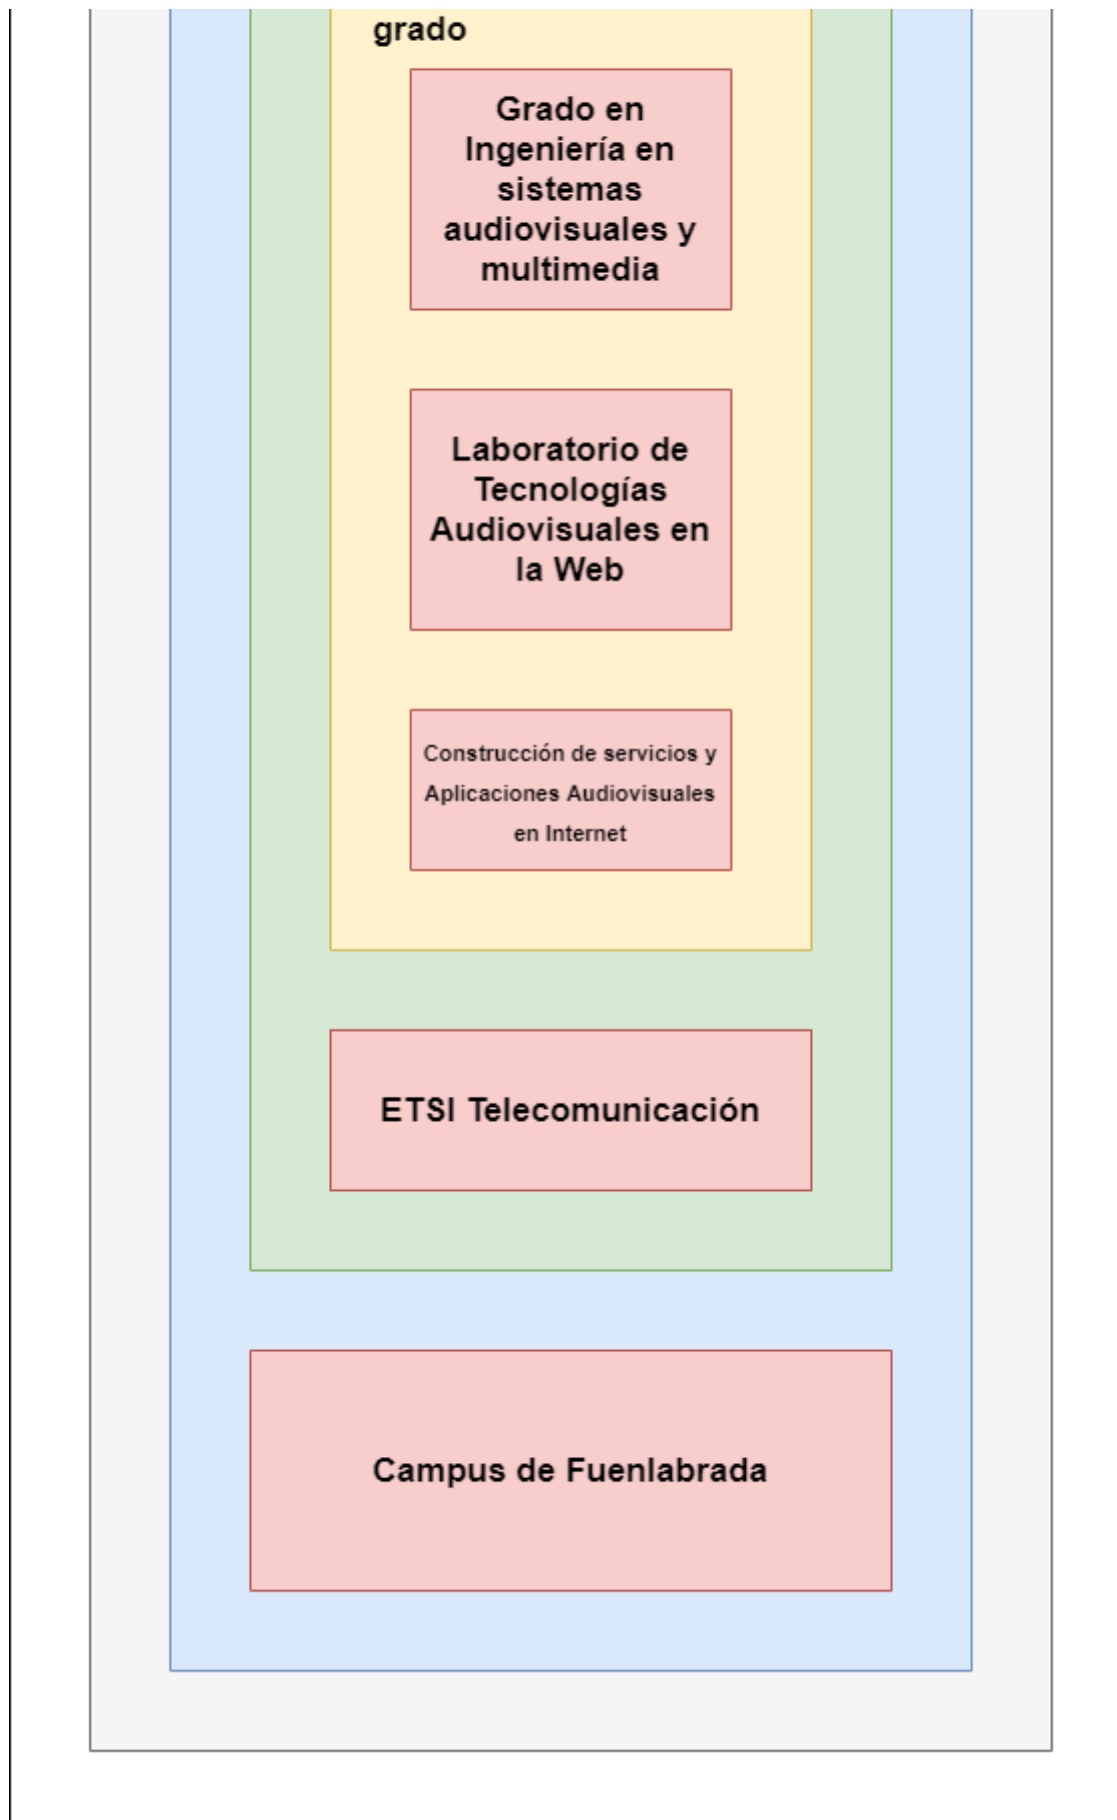 grado
Grado en
Ingeniería en
sistemas
audiovisuales y
multimedia
Laboratorio de
Tecnologías
Audiovisuales en
la Web
Construcción de servicios y
Aplicaciones Audiovisuales
en Internet
ETSI Telecomunicación
Campus de Fuenlabrada